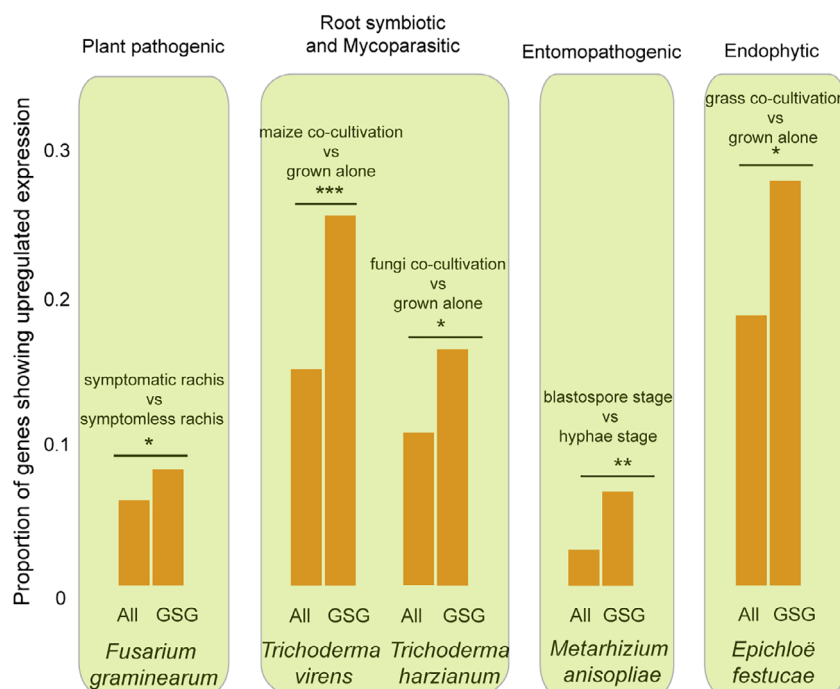 Plant pathogenic
Root symbiotic
and Mycoparasitic
Entomopathogenic
Endophytic
Proportion of genes showing upregulated expression
0.3
0.2
0.1
0
symptomatic rachis
vs
symptomless rachis
*
All GSG
Fusarium
graminearum
maize co-cultivation
vs
grown alone
***
All GSG
Trichoderma
virens
fungi co-cultivation
vs
grown alone
*
All GSG
Trichoderma
harzianum
blastospore stage
vs
hyphae stage
**
All GSG
Metarhizium
anisopliae
grass co-cultivation
vs
grown alone
*
All GSG
Epichloë
festucae